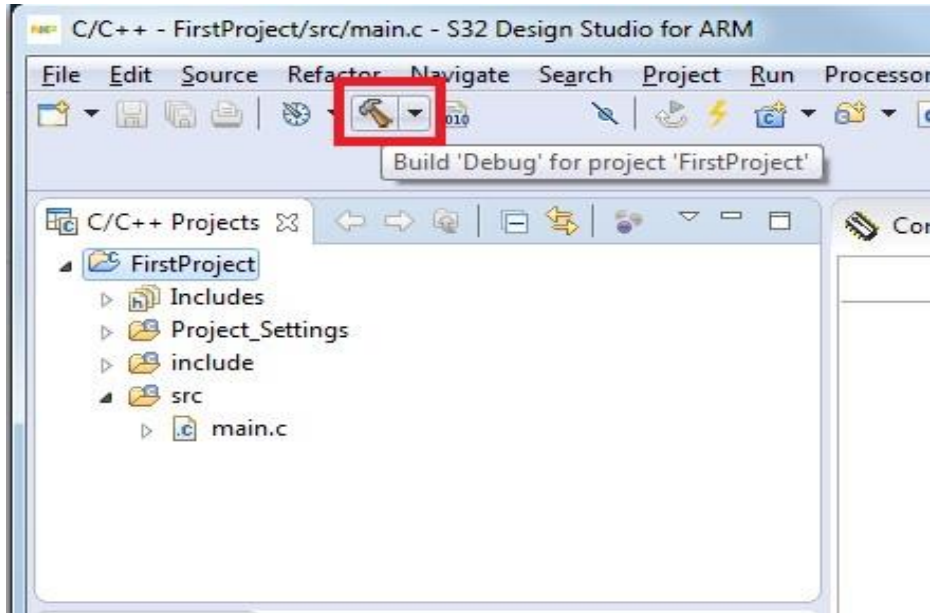 C/C++ - FirstProject/src/main.c - S32 Design Studio for ARM
File Edit Source Refactor Navigate Search Project Run Processor
010
Build 'Debug' for project 'FirstProject'
C/C++ Projects
FirstProject
Includes
Project_Settings
include
src
.c main.c